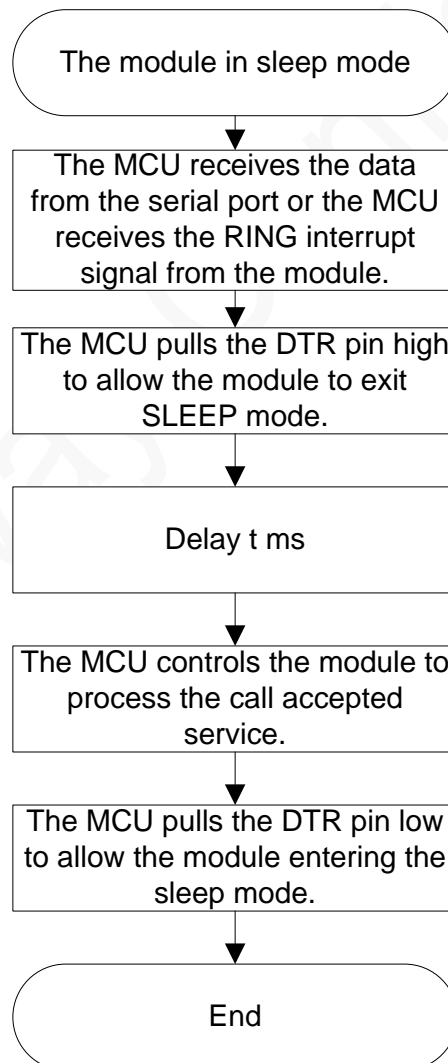 The module in sleep mode
The MCU receives the data
from the serial port or the MCU
receives the RING interrupt
signal from the module.
The MCU pulls the DTR pin high
to allow the module to exit
SLEEP mode.
Delay t ms
The MCU controls the module to
process the call accepted
service.
The MCU pulls the DTR pin low
to allow the module entering the
sleep mode.
End